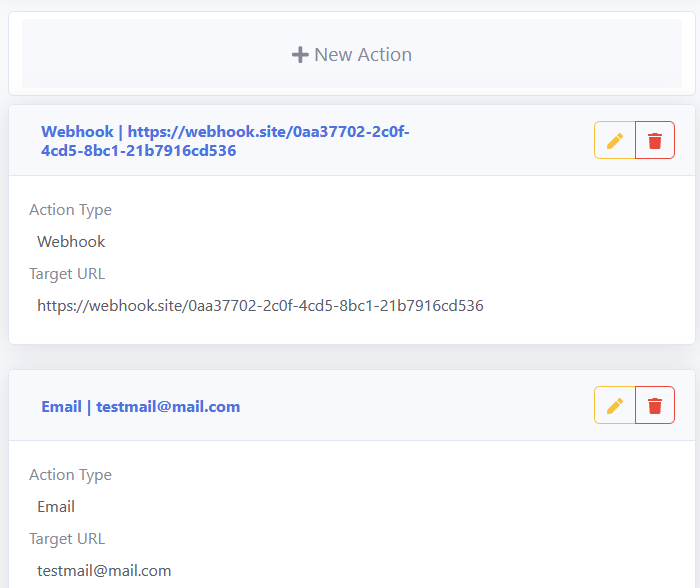 New Action
Webhook | https://webhook.site/0aa37702-2c0f-
4cd5-8bc1-21b7916cd536
Action Type
Webhook
Target URL
https://webhook.site/0aa37702-2c0f-4cd5-8bc1-21b7916cd536
Email | testmail@mail.com
Action Type
Email
Target URL
testmail@mail.com